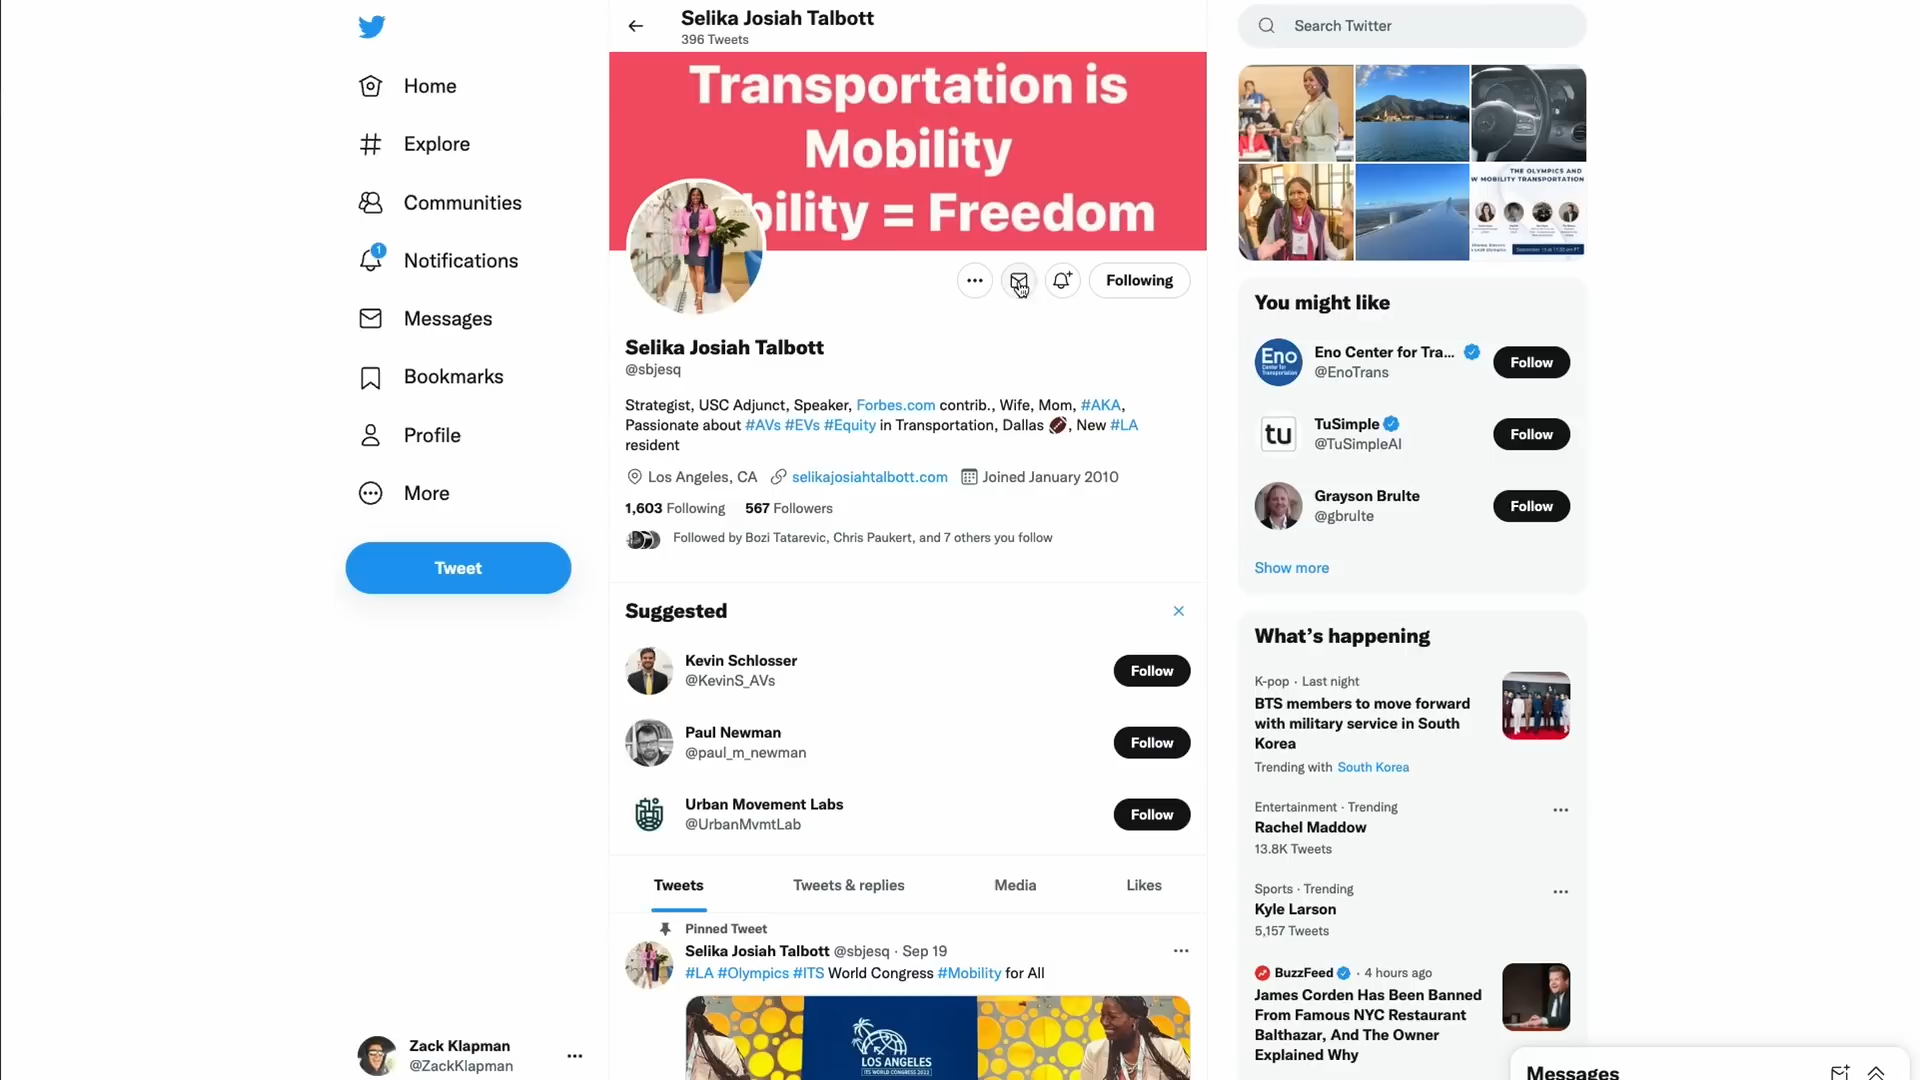 Home
Explore
Communities
1
Notifications
Messages
Bookmarks
Profile
More
Tweet
Zack Klapman
@ZackKlapman
Selika Josiah Talbott
396 Tweets
Transportation is
Mobility
bility = Freedom
Following
Selika Josiah Talbott
@sbjesq
Strategist, USC Adjunct, Speaker, Forbes.com contrib., Wife, Mom, #AKA,
Passionate about #AVs #EVs #Equity in Transportation, Dallas 🏈, New #LA
resident
Los Angeles, CA selikajosiahtalbott.com Joined January 2010
1,603 Following 567 Followers
Followed by Bozi Tatarevic, Chris Paukert, and 7 others you follow
Suggested
Kevin Schlosser
@KevinS_AVs
Follow
Paul Newman
@paul_m_newman
Follow
Urban Movement Labs
@UrbanMvmtLab
Follow
Tweets Tweets & replies Media Likes
Pinned Tweet
Selika Josiah Talbott @sbjesq · Sep 19
#LA #Olympics #ITS World Congress #Mobility for All
LOS ANGELES
ITS WORLD CONGRESS 2022
Search Twitter
THE OLYMPICS AND
W MOBILITY TRANSPORTATION
You might like
Eno
Center for
Transportation
Eno Center for Tra...
@EnoTrans
Follow
tu
TuSimple
@TuSimpleAI
Follow
Grayson Brulte
@gbrulte
Follow
Show more
What's happening
K-pop · Last night
BTS members to move forward
with military service in South
Korea
Trending with South Korea
Entertainment · Trending
Rachel Maddow
13.8K Tweets
Sports · Trending
Kyle Larson
5,157 Tweets
BuzzFeed · 4 hours ago
James Corden Has Been Banned
From Famous NYC Restaurant
Balthazar, And The Owner
Explained Why
Messages